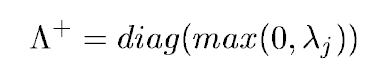 Λ⁺ = diag(max(0, λⱼ))